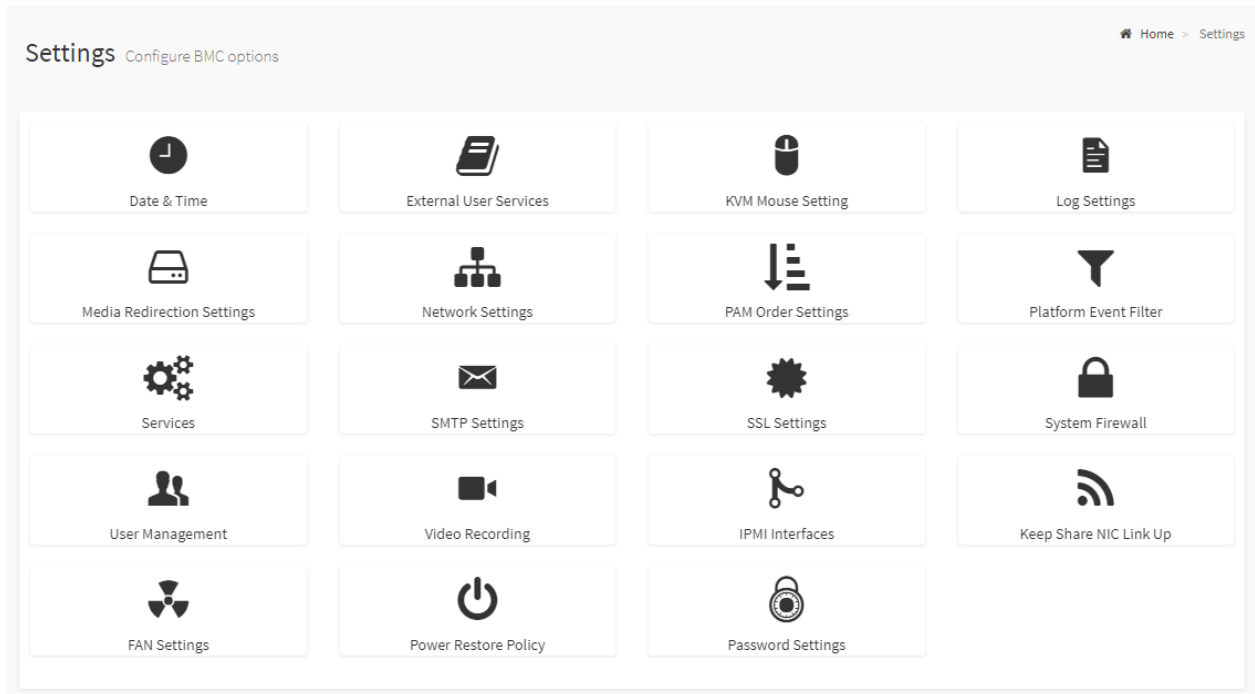 Settings Configure BMC options
Home > Settings
Date & Time
External User Services
KVM Mouse Setting
Log Settings
Media Redirection Settings
Network Settings
PAM Order Settings
Platform Event Filter
Services
SMTP Settings
SSL Settings
System Firewall
User Management
Video Recording
IPMI Interfaces
Keep Share NIC Link Up
FAN Settings
Power Restore Policy
Password Settings